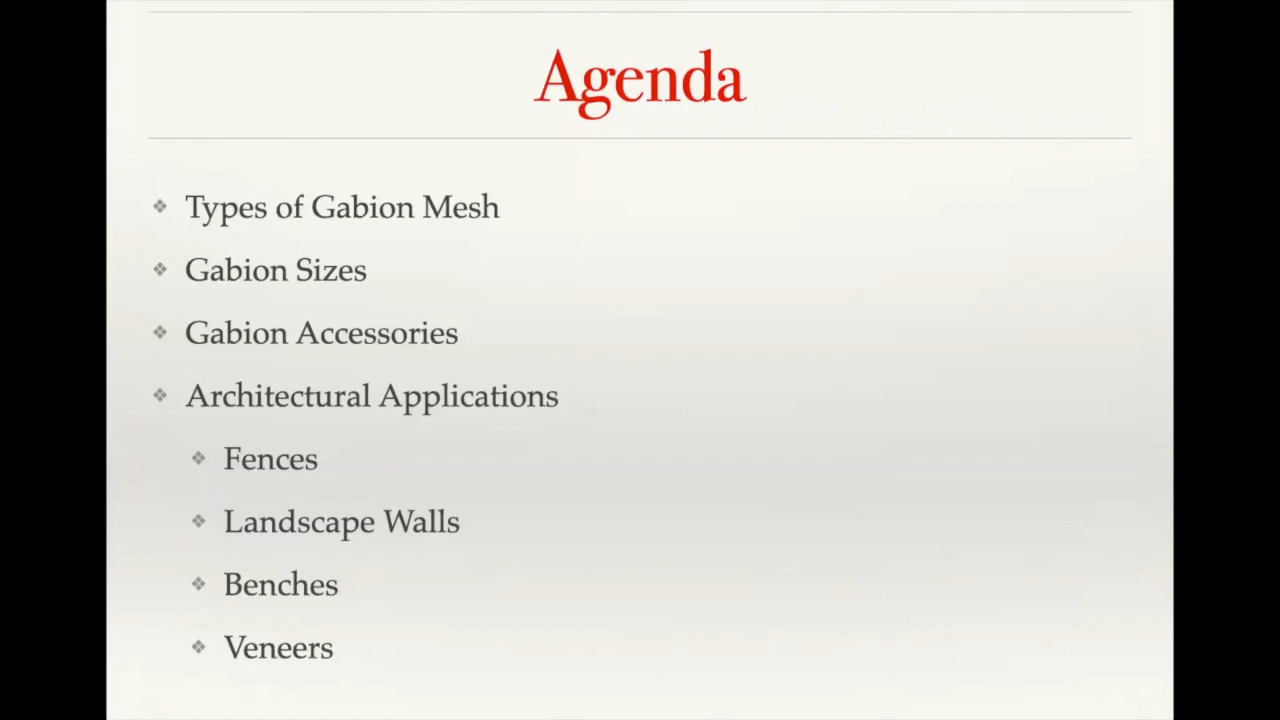 Agenda
Types of Gabion Mesh
Gabion Sizes
Gabion Accessories
Architectural Applications
Fences
Landscape Walls
Benches
Veneers